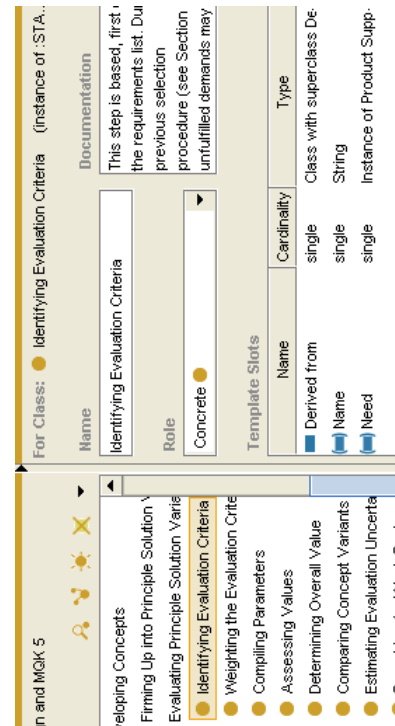 n and MQK 5
veloping Concepts
Firming Up into Principle Solution V
Evaluating Principle Solution Varia
Identifying Evaluation Criteria
Weighting the Evaluation Crite
Compiling Parameters
Assessing Values
Determining Overall Value
Comparing Concept Variants
Estimating Evaluation Uncerta
For Class: Identifying Evaluation Criteria (instance of :STA..
Name
Identifying Evaluation Criteria
Role
Concrete
Documentation
This step is based, first
the requirements list. Du
previous selection
procedure (see Section
unfulfilled demands may
Template Slots
Name Cardinality Type
Derived from single Class with superclass De
Name single String
Need single Instance of Product Supp